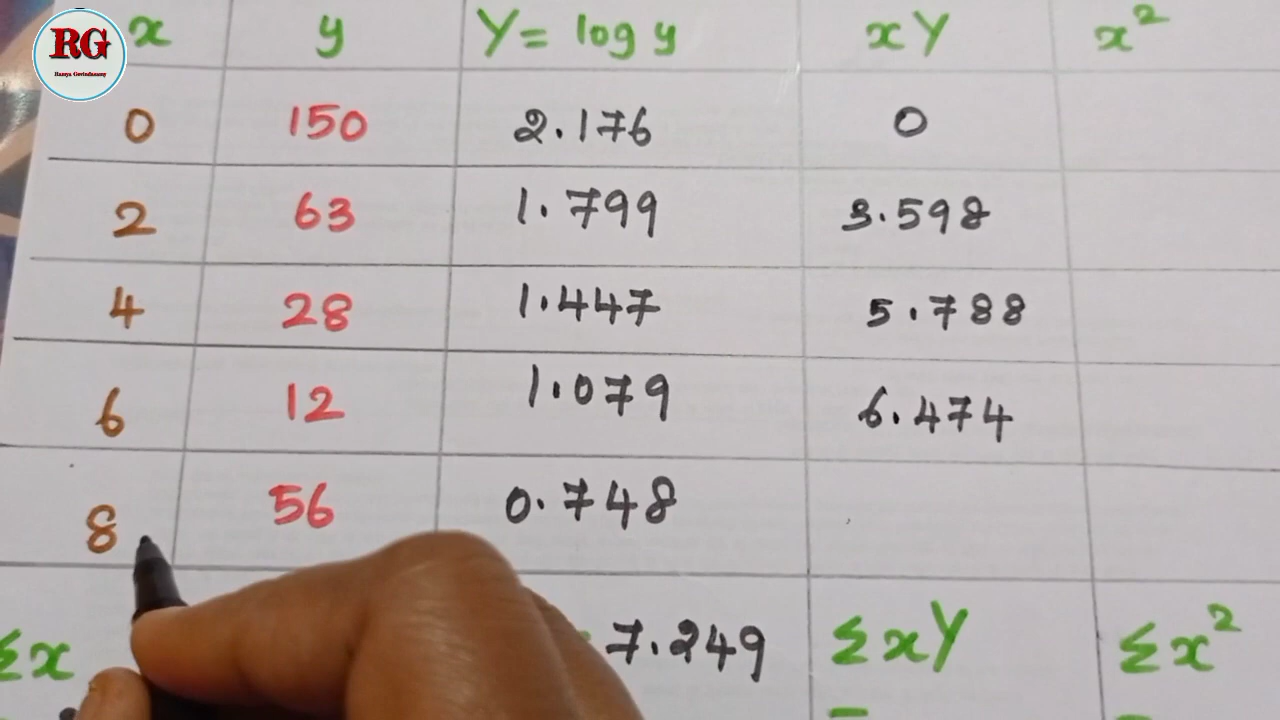 RG
Ramya Govindasamy
x y Y = log y xY x²
0 150 2.176 0
2 63 1.799 3.598
4 28 1.447 5.788
6 12 1.079 6.474
8 56 0.748
Σx 7.249 ΣxY Σx²